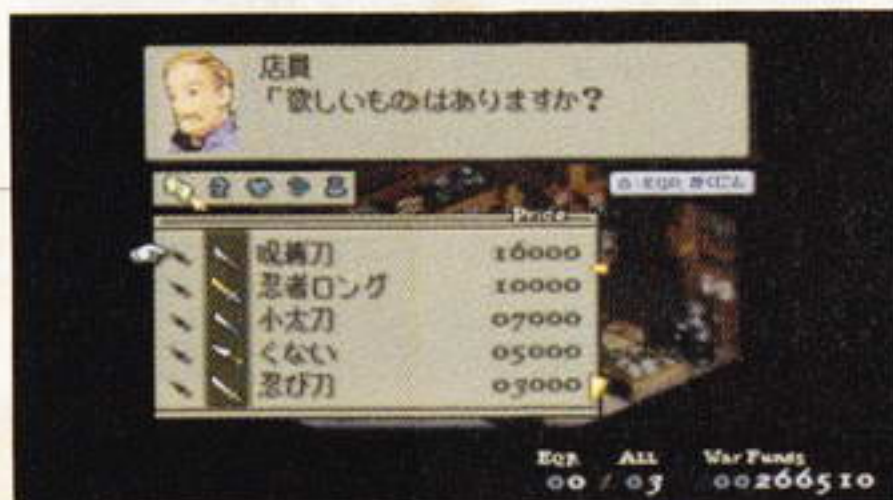 店員
「欲しいものはありますか?
Price
呪縛刀 16000
忍者ロング 10000
小太刀 07000
くない 05000
忍び刀 03000
Eqp. All War Funds
00 / 03 00266510